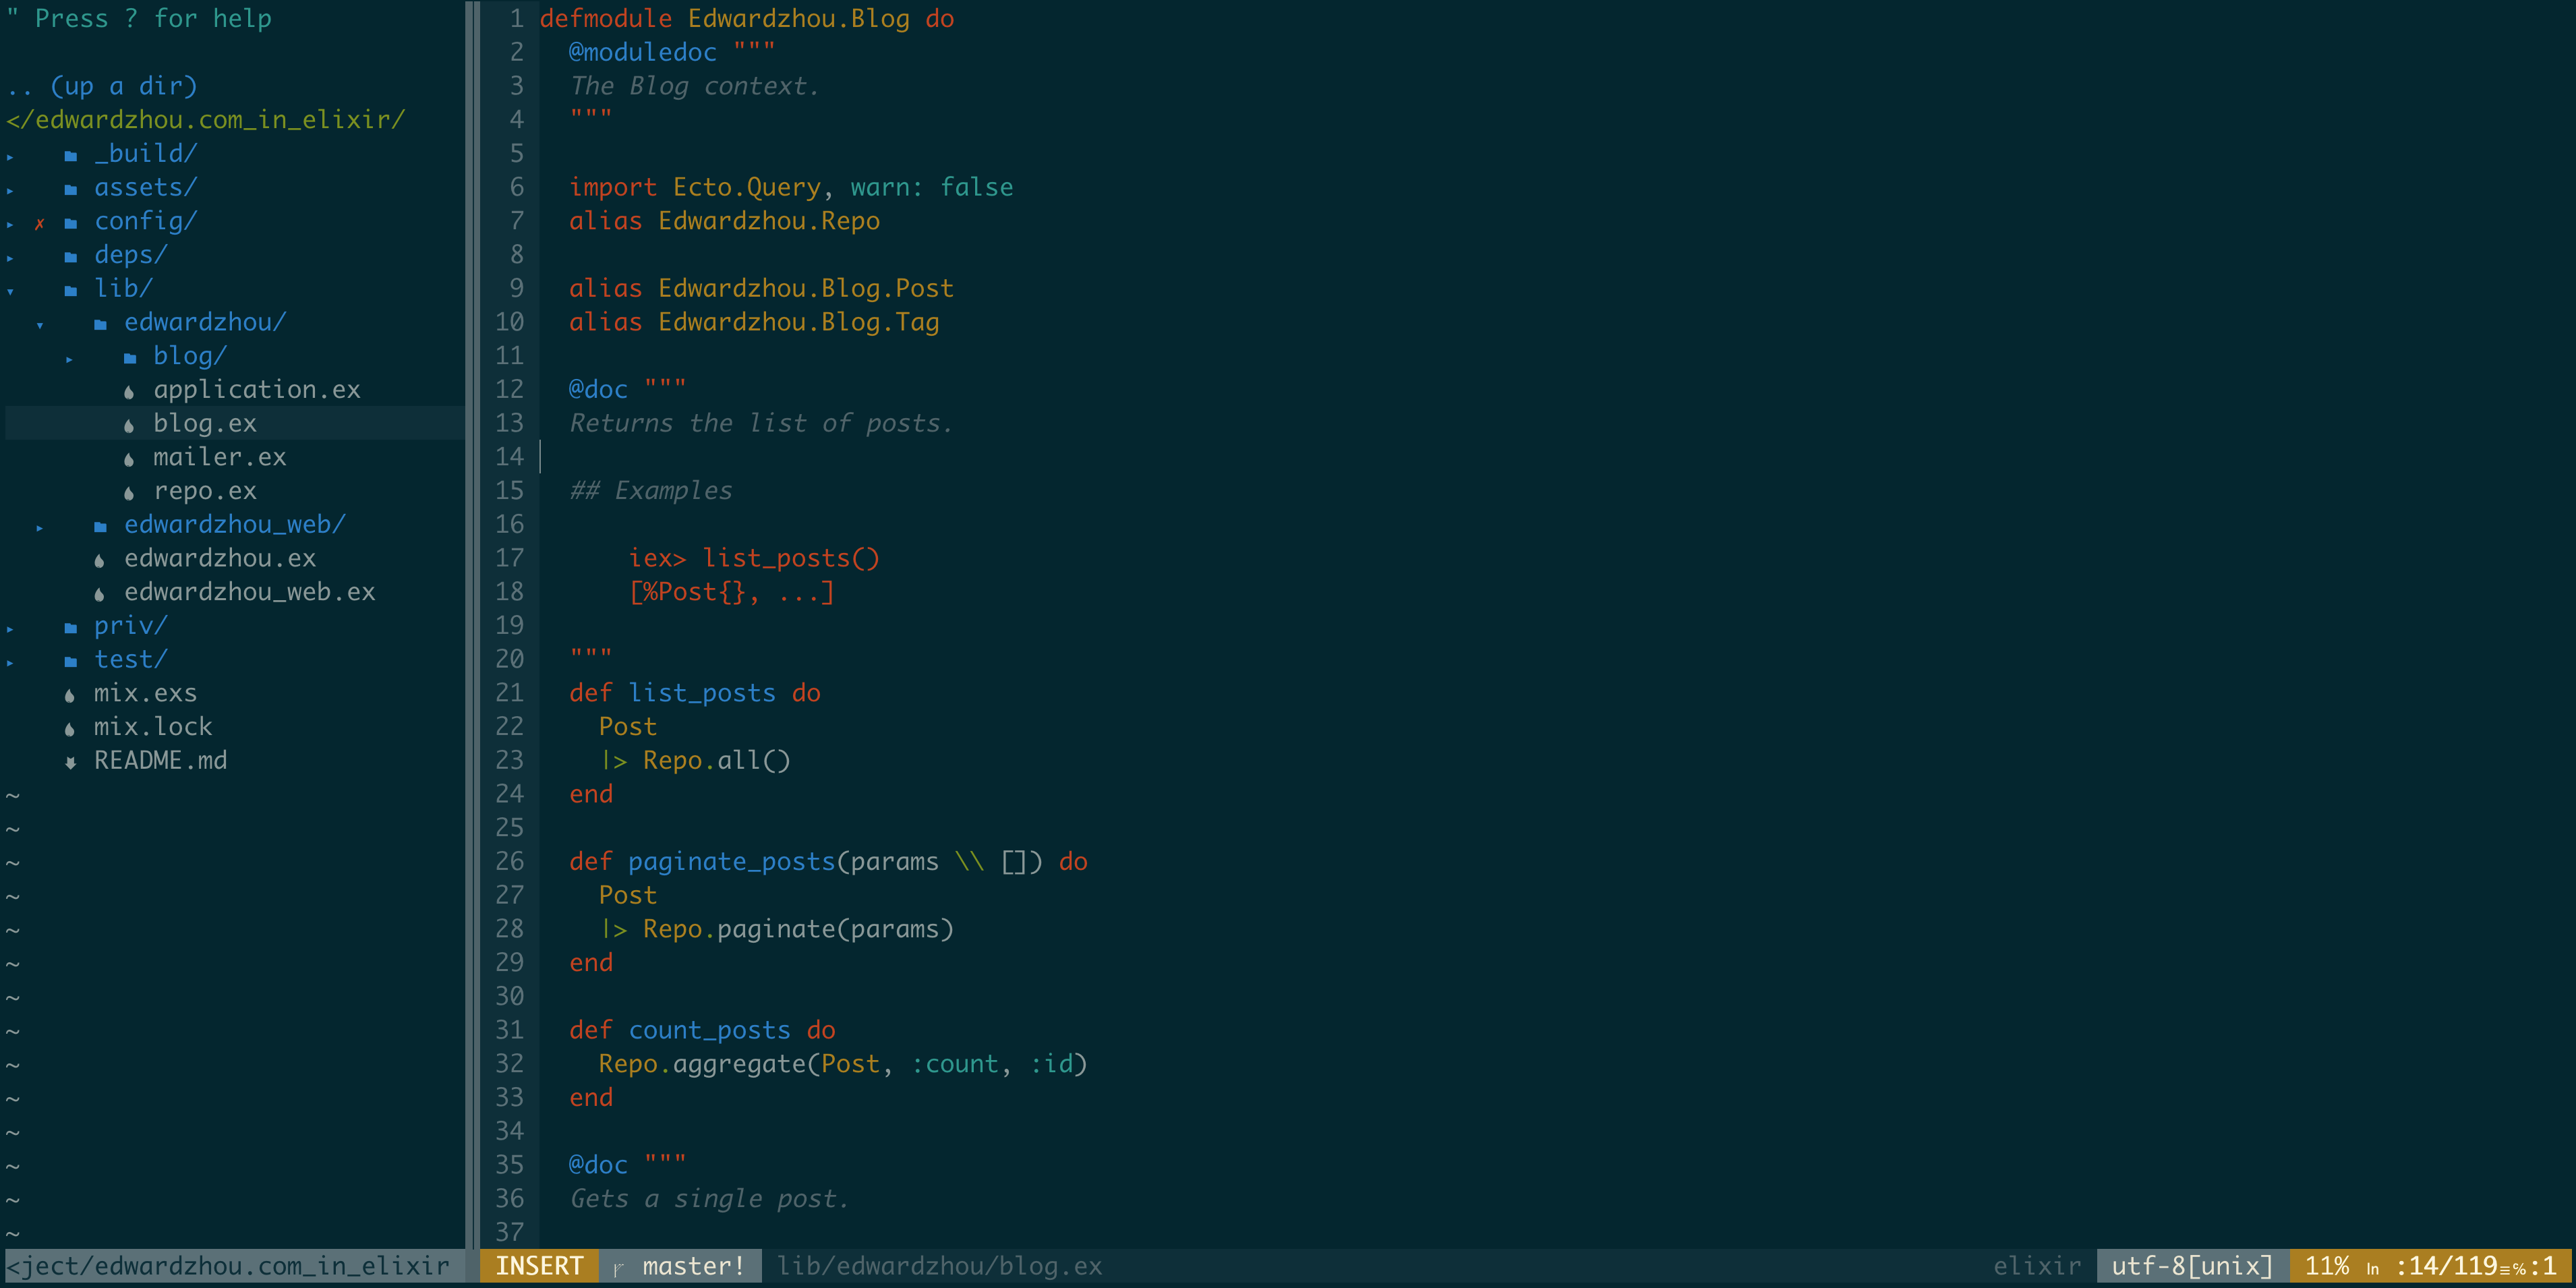 " Press ? for help
.. (up a dir)
</edwardzhou.com_in_elixir/
▸ _build/
▸ assets/
▸ ✗ config/
▸ deps/
▾ lib/
▾ edwardzhou/
▸ blog/
application.ex
blog.ex
mailer.ex
repo.ex
▸ edwardzhou_web/
edwardzhou.ex
edwardzhou_web.ex
▸ priv/
▸ test/
mix.exs
mix.lock
README.md
~
~
~
~
~
~
~
~
~
~
~
~
~
~
<ject/edwardzhou.com_in_elixir
1 defmodule Edwardzhou.Blog do
2   @moduledoc """
3   The Blog context.
4   """
5
6   import Ecto.Query, warn: false
7   alias Edwardzhou.Repo
8
9   alias Edwardzhou.Blog.Post
10   alias Edwardzhou.Blog.Tag
11
12   @doc """
13   Returns the list of posts.
14
15   ## Examples
16
17       iex> list_posts()
18       [%Post{}, ...]
19
20   """
21   def list_posts do
22     Post
23     |> Repo.all()
24   end
25
26   def paginate_posts(params \\ []) do
27     Post
28     |> Repo.paginate(params)
29   end
30
31   def count_posts do
32     Repo.aggregate(Post, :count, :id)
33   end
34
35   @doc """
36   Gets a single post.
37
INSERT master! lib/edwardzhou/blog.ex elixir utf-8[unix] 11% ㏑ :14/119≡℅:1